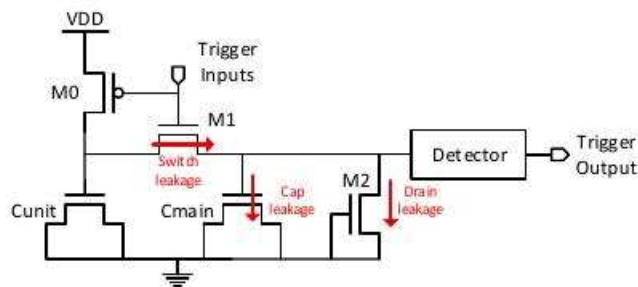 VDD
Trigger
Inputs
M0
M1
Switch
leakage
Detector
Trigger
Output
M2
Cunit
Cmain
Cap
leakage
Drain
leakage